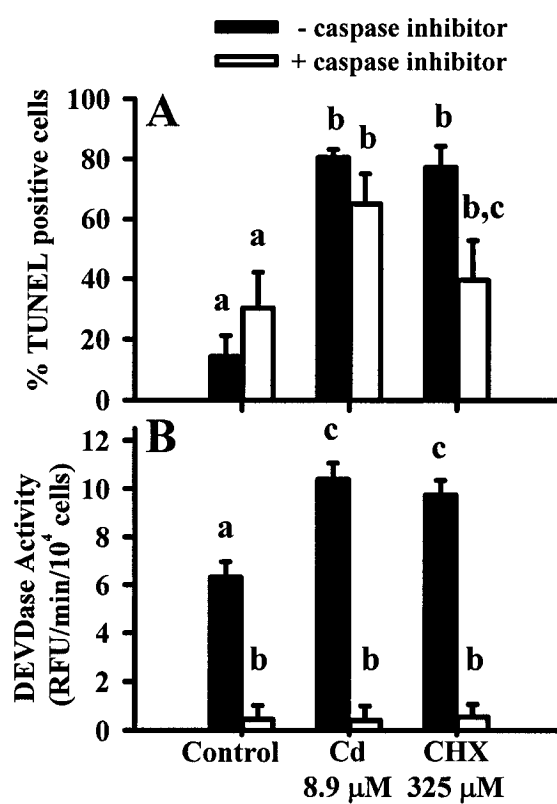 - caspase inhibitor
+ caspase inhibitor
A
% TUNEL positive cells
100
80
60
40
20
0
a
a
b
b
b
b,c
B
DEVDase Activity
(RFU/min/10⁴ cells)
12
10
8
6
4
2
0
a
b
c
b
c
b
Control Cd CHX
8.9 µM 325 µM